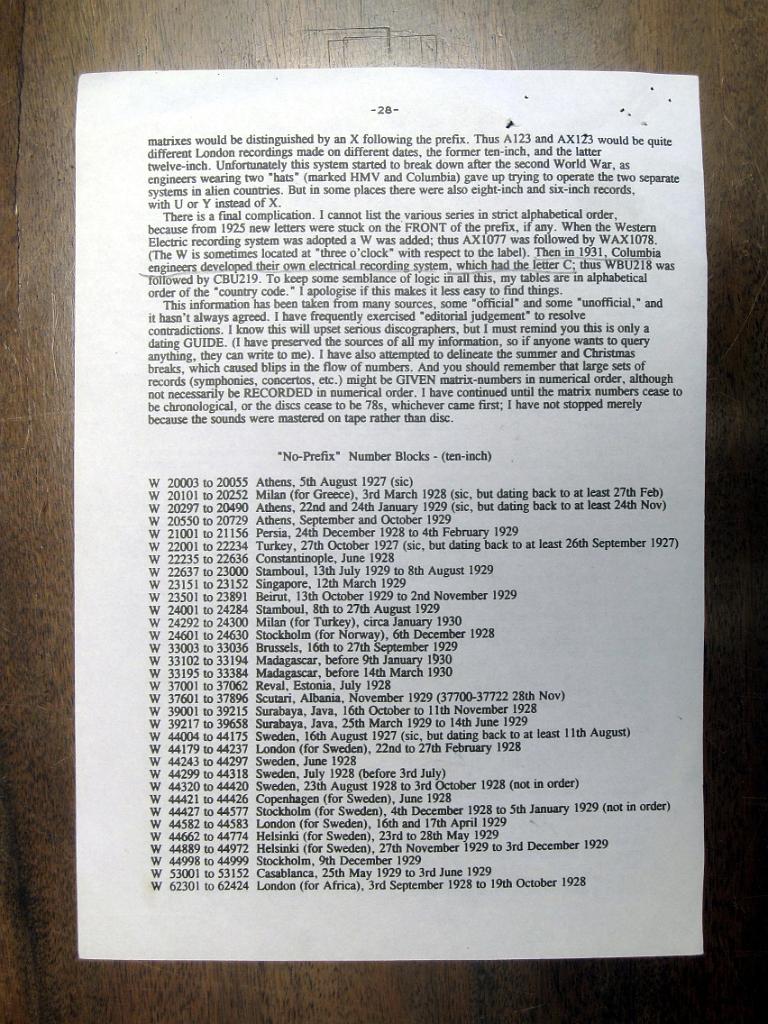 -28-
matrixes would be distinguished by an X following the prefix. Thus A123 and AX123 would be quite
different London recordings made on different dates, the former ten-inch, and the latter
twelve-inch. Unfortunately this system started to break down after the second World War, as
engineers wearing two "hats" (marked HMV and Columbia) gave up trying to operate the two separate
systems in alien countries. But in some places there were also eight-inch and six-inch records,
with U or Y instead of X.
There is a final complication. I cannot list the various series in strict alphabetical order,
because from 1925 new letters were stuck on the FRONT of the prefix, if any. When the Western
Electric recording system was adopted a W was added; thus AX1077 was followed by WAX1078.
(The W is sometimes located at "three o'clock" with respect to the label). Then in 1931, Columbia
engineers developed their own electrical recording system, which had the letter C; thus WBU218 was
followed by CBU219. To keep some semblance of logic in all this, my tables are in alphabetical
order of the "country code." I apologise if this makes it less easy to find things.
This information has been taken from many sources, some "official" and some "unofficial," and
it hasn't always agreed. I have frequently exercised "editorial judgement" to resolve
contradictions. I know this will upset serious discographers, but I must remind you this is only a
dating GUIDE. (I have preserved the sources of all my information, so if anyone wants to query
anything, they can write to me). I have also attempted to delineate the summer and Christmas
breaks, which caused blips in the flow of numbers. And you should remember that large sets of
records (symphonies, concertos, etc.) might be GIVEN matrix-numbers in numerical order, although
not necessarily be RECORDED in numerical order. I have continued until the matrix numbers cease to
be chronological, or the discs cease to be 78s, whichever came first; I have not stopped merely
because the sounds were mastered on tape rather than disc.
"No-Prefix" Number Blocks - (ten-inch)
W 20003 to 20055 Athens, 5th August 1927 (sic)
W 20101 to 20252 Milan (for Greece), 3rd March 1928 (sic, but dating back to at least 27th Feb)
W 20297 to 20490 Athens, 22nd and 24th January 1929 (sic, but dating back to at least 24th Nov)
W 20550 to 20729 Athens, September and October 1929
W 21001 to 21156 Persia, 24th December 1928 to 4th February 1929
W 22001 to 22234 Turkey, 27th October 1927 (sic, but dating back to at least 26th September 1927)
W 22235 to 22636 Constantinople, June 1928
W 22637 to 23000 Stamboul, 13th July 1929 to 8th August 1929
W 23151 to 23152 Singapore, 12th March 1929
W 23501 to 23891 Beirut, 13th October 1929 to 2nd November 1929
W 24001 to 24284 Stamboul, 8th to 27th August 1929
W 24292 to 24300 Milan (for Turkey), circa January 1930
W 24601 to 24630 Stockholm (for Norway), 6th December 1928
W 33003 to 33036 Brussels, 16th to 27th September 1929
W 33102 to 33194 Madagascar, before 9th January 1930
W 33195 to 33384 Madagascar, before 14th March 1930
W 37001 to 37062 Reval, Estonia, July 1928
W 37601 to 37896 Scutari, Albania, November 1929 (37700-37722 28th Nov)
W 39001 to 39215 Surabaya, Java, 16th October to 11th November 1928
W 39217 to 39658 Surabaya, Java, 25th March 1929 to 14th June 1929
W 44004 to 44175 Sweden, 16th August 1927 (sic, but dating back to at least 11th August)
W 44179 to 44237 London (for Sweden), 22nd to 27th February 1928
W 44243 to 44297 Sweden, June 1928
W 44299 to 44318 Sweden, July 1928 (before 3rd July)
W 44320 to 44420 Sweden, 23th August 1928 to 3rd October 1928 (not in order)
W 44421 to 44426 Copenhagen (for Sweden), June 1928
W 44427 to 44577 Stockholm (for Sweden), 4th December 1928 to 5th January 1929 (not in order)
W 44582 to 44583 London (for Sweden), 16th and 17th April 1929
W 44662 to 44774 Helsinki (for Sweden), 23rd to 28th May 1929
W 44889 to 44972 Helsinki (for Sweden), 27th November 1929 to 3rd December 1929
W 44998 to 44999 Stockholm, 9th December 1929
W 53001 to 53152 Casablanca, 25th May 1929 to 3rd June 1929
W 62301 to 62424 London (for Africa), 3rd September 1928 to 19th October 1928